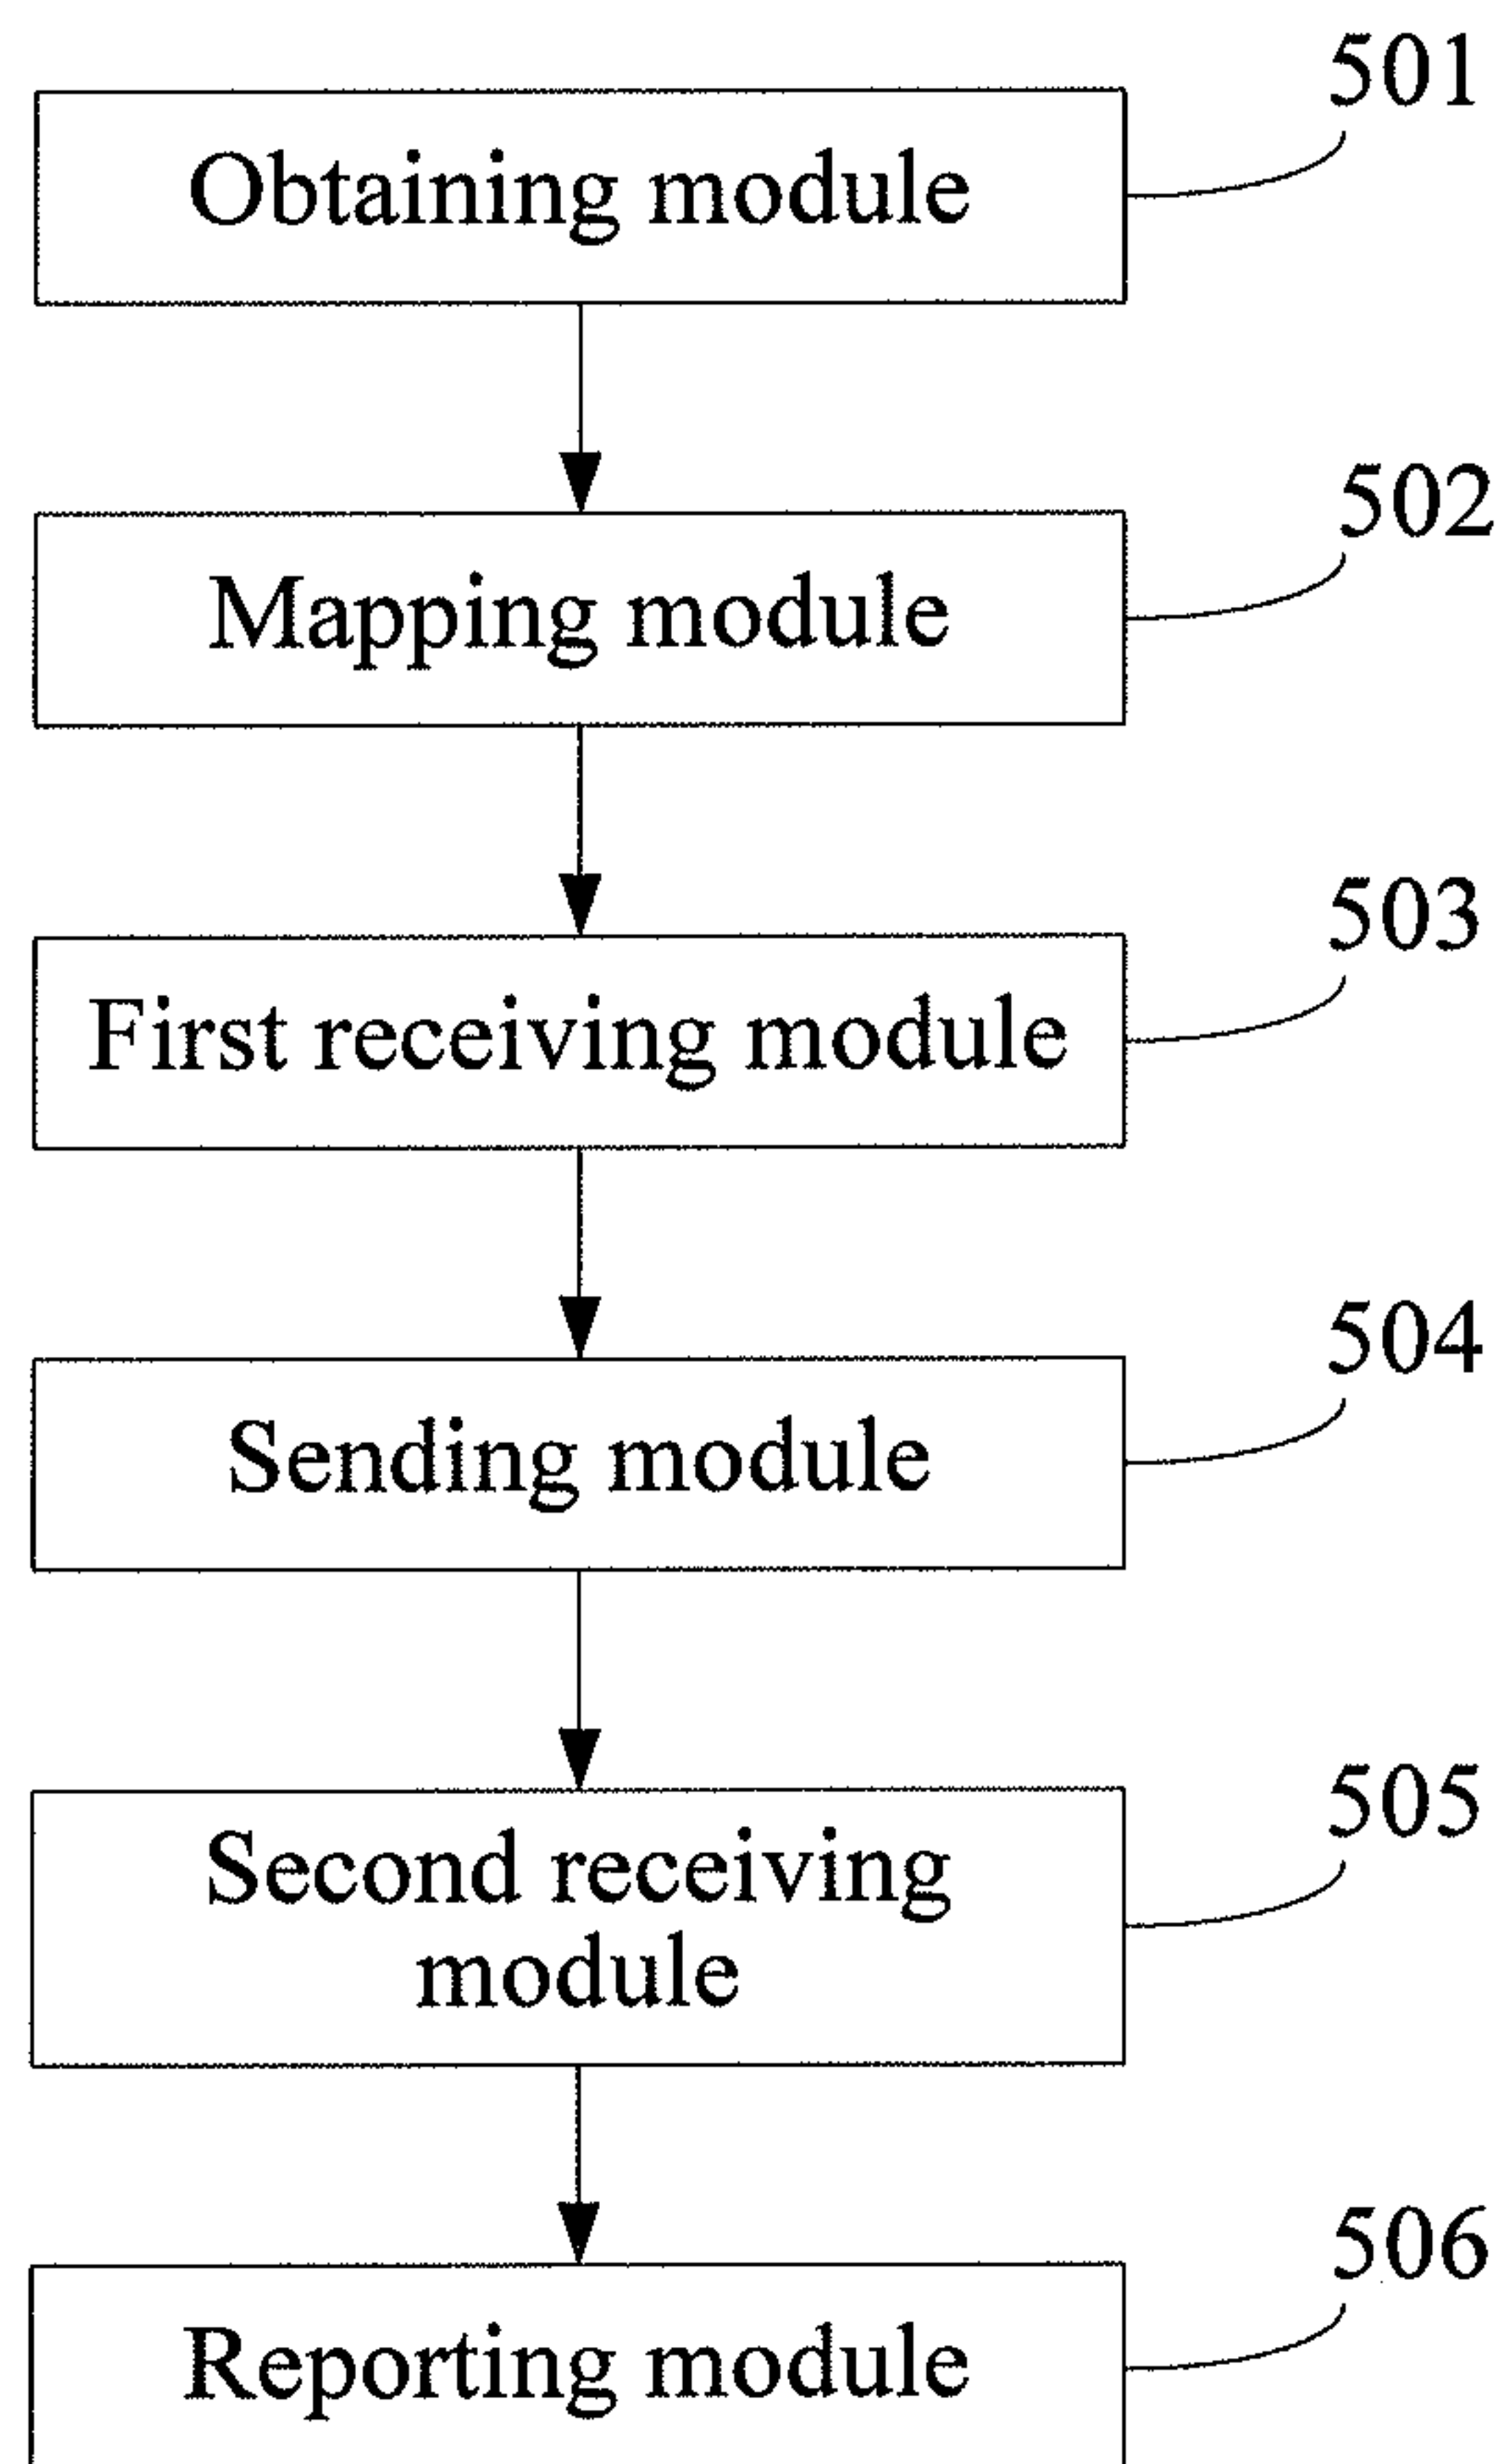 501
Obtaining module
502
Mapping module
503
First receiving module
504
Sending module
505
Second receiving
module
506
Reporting module